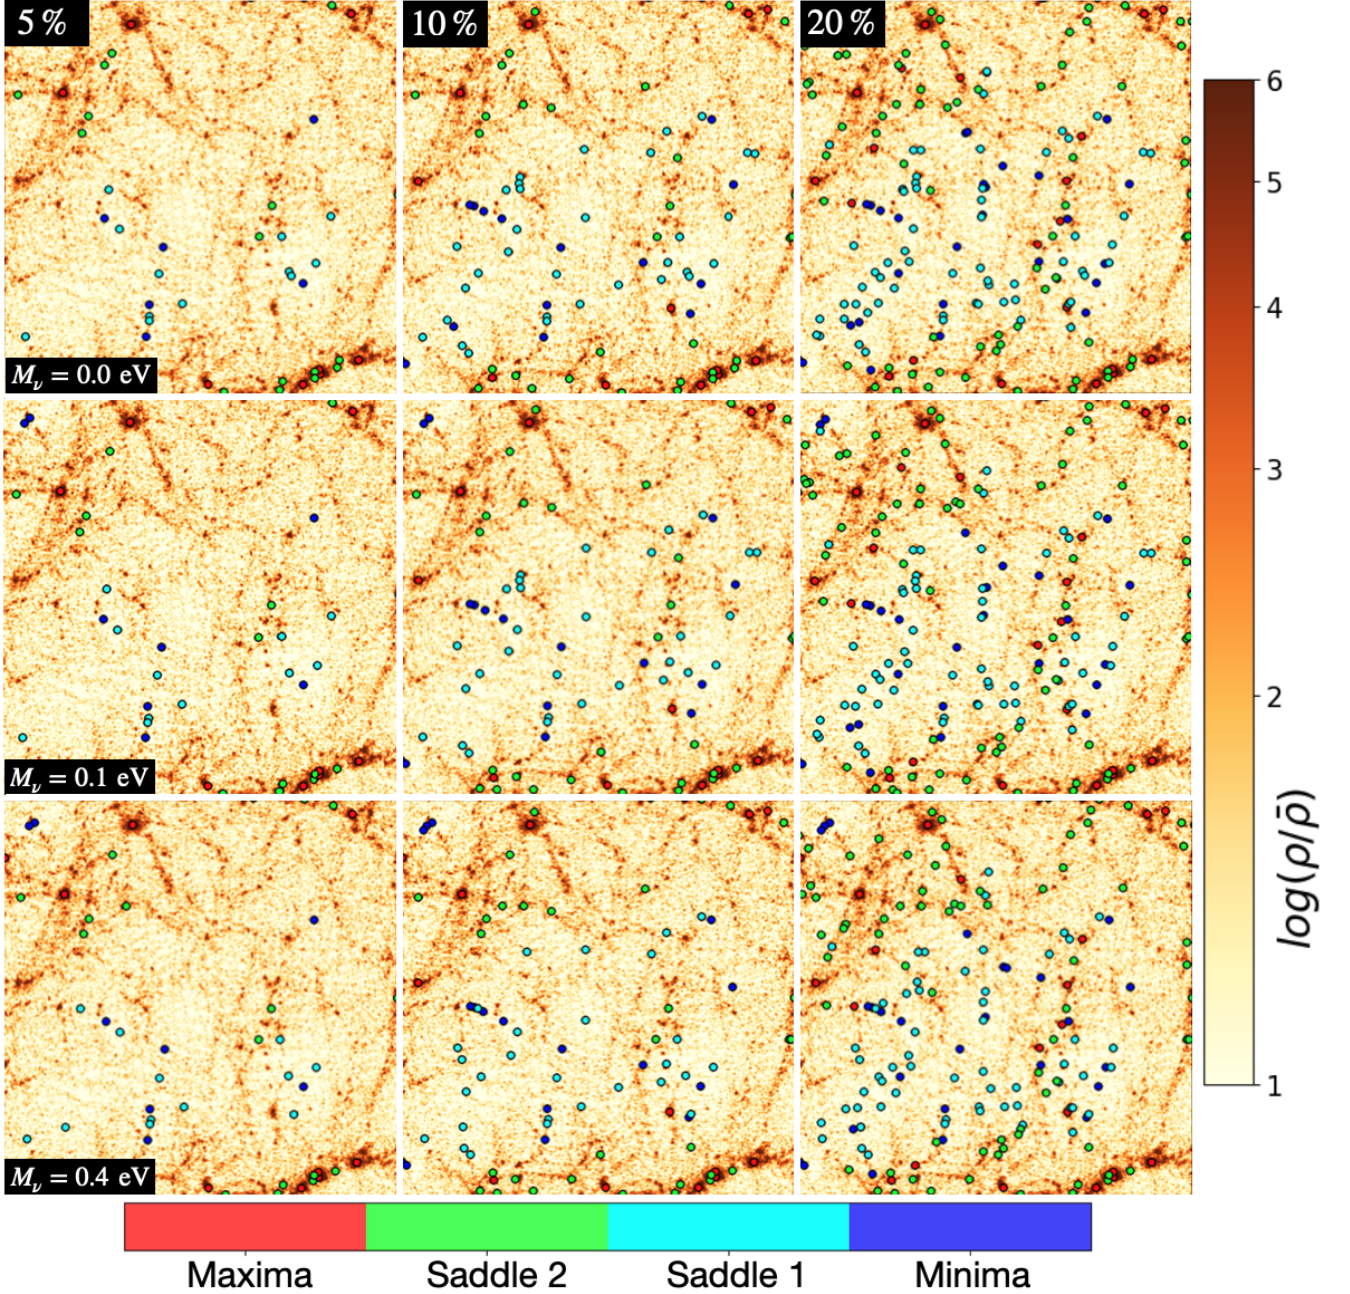 5 %
10 %
20 %
M_ν = 0.0 eV
M_ν = 0.1 eV
M_ν = 0.4 eV
6
5
4
3
2
1
log(ρ/ρ̄)
Maxima
Saddle 2
Saddle 1
Minima